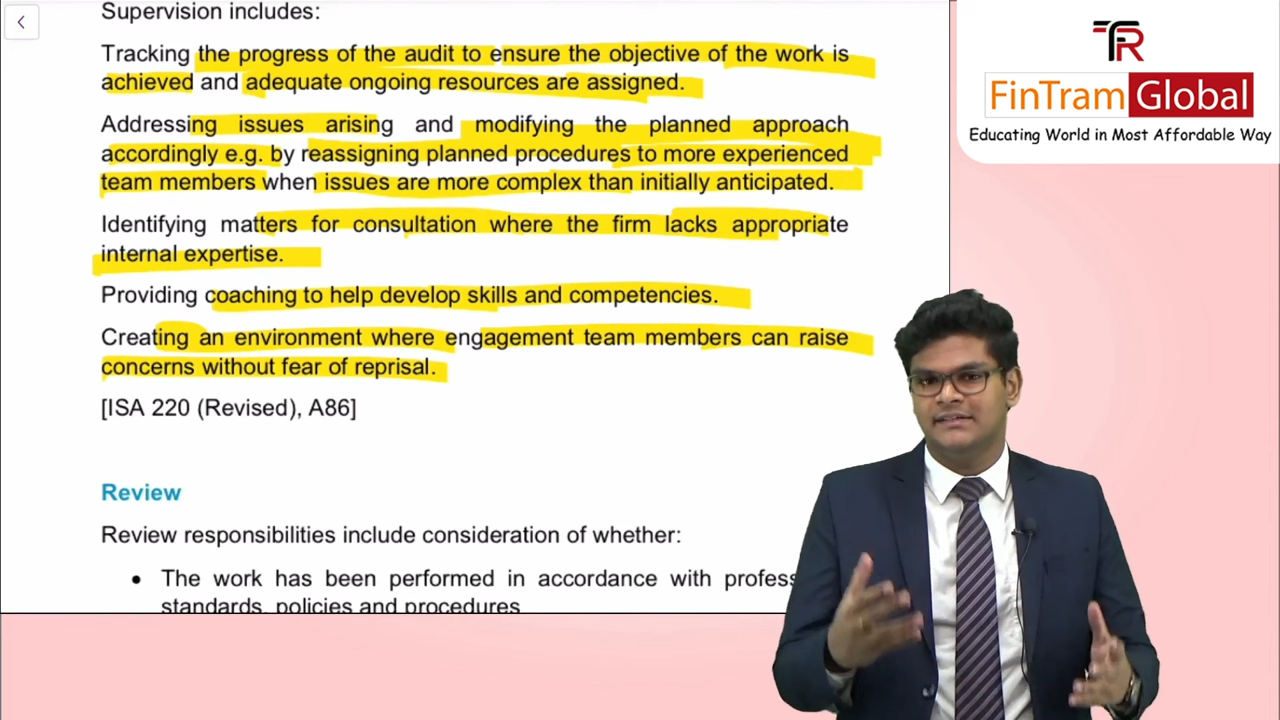 Supervision includes:
Tracking the progress of the audit to ensure the objective of the work is
achieved and adequate ongoing resources are assigned.
Addressing issues arising and modifying the planned approach
accordingly e.g. by reassigning planned procedures to more experienced
team members when issues are more complex than initially anticipated.
Identifying matters for consultation where the firm lacks appropriate
internal expertise.
Providing coaching to help develop skills and competencies.
Creating an environment where engagement team members can raise
concerns without fear of reprisal.
[ISA 220 (Revised), A86]
Review
Review responsibilities include consideration of whether:
• The work has been performed in accordance with
standards, policies and procedures
FinTram Global
Educating World in Most Affordable Way